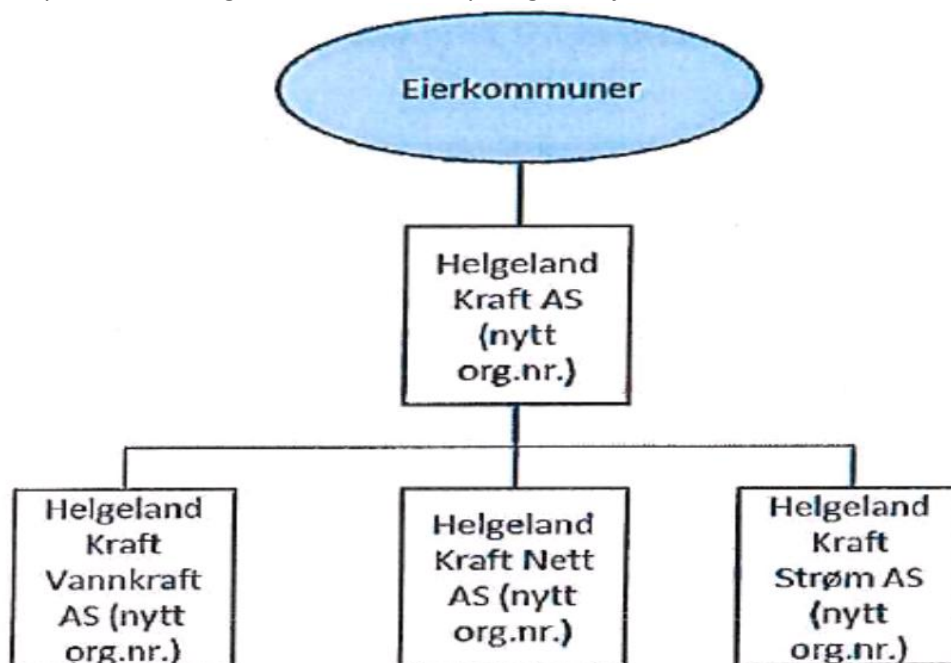 Eierkommuner
Helgeland
Kraft AS
(nytt
org.nr.)
Helgeland
Kraft
Vannkraft
AS (nytt
org.nr.)
Helgeland
Kraft Nett
AS (nytt
org.nr.)
Helgeland
Kraft
Strøm AS
(nytt
org.nr.)